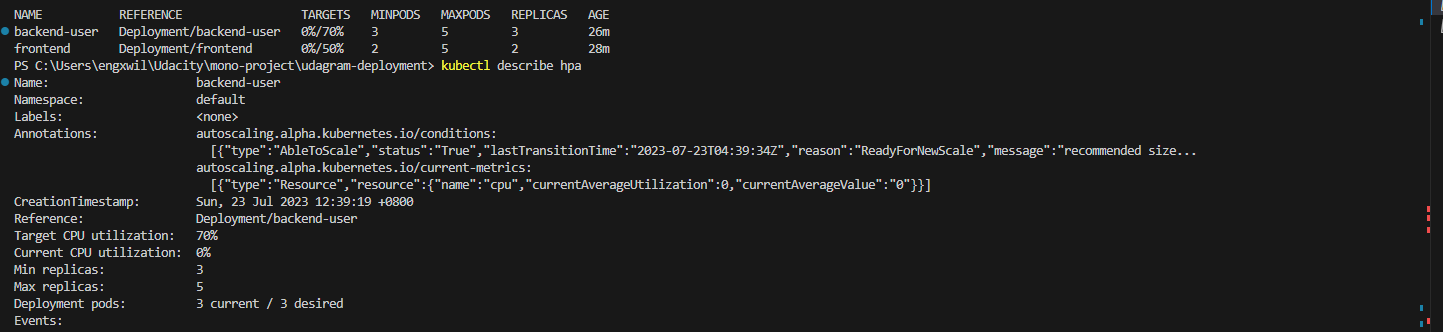 NAME REFERENCE TARGETS MINPODS MAXPODS REPLICAS AGE
backend-user Deployment/backend-user 0%/70% 3 5 3 26m
frontend Deployment/frontend 0%/50% 2 5 2 28m
PS C:\Users\engxwil\Udacity\mono-project\udagram-deployment> kubectl describe hpa
Name: backend-user
Namespace: default
Labels: <none>
Annotations: autoscaling.alpha.kubernetes.io/conditions:
[{"type":"AbleToScale","status":"True","lastTransitionTime":"2023-07-23T04:39:34Z","reason":"ReadyForNewScale","message":"recommended size...
autoscaling.alpha.kubernetes.io/current-metrics:
[{"type":"Resource","resource":{"name":"cpu","currentAverageUtilization":0,"currentAverageValue":"0"}}]
CreationTimestamp: Sun, 23 Jul 2023 12:39:19 +0800
Reference: Deployment/backend-user
Target CPU utilization: 70%
Current CPU utilization: 0%
Min replicas: 3
Max replicas: 5
Deployment pods: 3 current / 3 desired
Events: